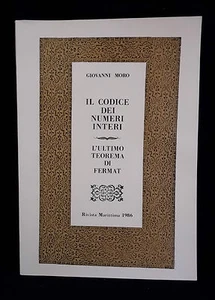 GIOVANNI MORO
IL CODICE
DEI
NUMERI
INTERI
L'ULTIMO
TEOREMA
DI
FERMAT
Rivista Marittima 1986